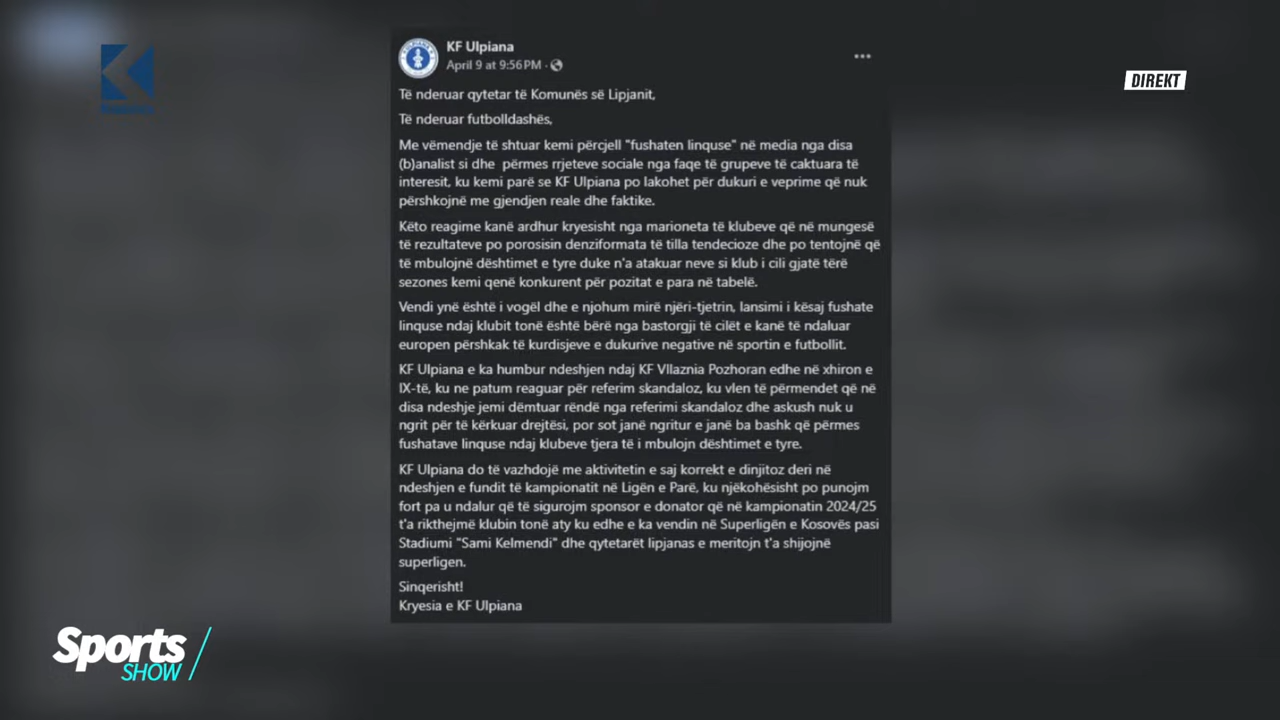 KF Ulpiana
April 9 at 9:56 PM ·
DIREKT
Të nderuar qytetar të Komunës së Lipjanit,
Të nderuar futbolldashës,
Me vëmendje të shtuar kemi përcjell "fushaten linquse" në media nga disa
(b)analist si dhe përmes rrjeteve sociale nga faqe të grupeve të caktuara të
interesit, ku kemi parë se KF Ulpiana po lakohet për dukuri e veprime që nuk
përshkojnë me gjendjen reale dhe faktike.
Këto reagime kanë ardhur kryesisht nga marioneta të klubeve që në mungesë
të rezultateve po porosisin denziformata të tilla tendecioze dhe po tentojnë që
të mbulojnë dështimet e tyre duke n'a atakuar neve si klub i cili gjatë tërë
sezones kemi qenë konkurent për pozitat e para në tabelë.
Vendi ynë është i vogël dhe e njohum mirë njëri-tjetrin, lansimi i kësaj fushate
linquse ndaj klubit tonë është bërë nga bastorgji të cilët e kanë të ndaluar
europen përshkak të kurdisjeve e dukurive negative në sportin e futbollit.
KF Ulpiana e ka humbur ndeshjen ndaj KF Vllaznia Pozhoran edhe në xhiron e
IX-të, ku ne patum reaguar për referim skandaloz, ku vlen të përmendet që në
disa ndeshje jemi dëmtuar rëndë nga referimi skandaloz dhe askush nuk u
ngrit për të kërkuar drejtësi, por sot janë ngritur e janë ba bashk që përmes
fushatave linquse ndaj klubeve tjera të i mbulojn dështimet e tyre.
KF Ulpiana do të vazhdojë me aktivitetin e saj korrekt e dinjitoz deri në
ndeshjen e fundit të kampionatit në Ligën e Parë, ku njëkohësisht po punojm
fort pa u ndalur që të sigurojm sponsor e donator që në kampionatin 2024/25
t'a rikthejmë klubin tonë aty ku edhe e ka vendin në Superligën e Kosovës pasi
Stadiumi "Sami Kelmendi" dhe qytetarët lipjanas e meritojn t'a shijojnë
superligen.
Sinqerisht!
Kryesia e KF Ulpiana
Sports
SHOW